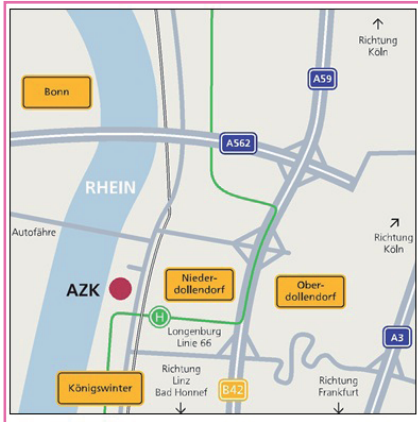 Richtung
Köln
A59
Bonn
A562
RHEIN
Autofähre
Richtung
Köln
Nieder-
dollendorf
Ober-
dollendorf
AZK
H
Longenburg
Linie 66
A3
Richtung
Linz
Bad Honnef
Königswinter
B42
Richtung
Frankfurt